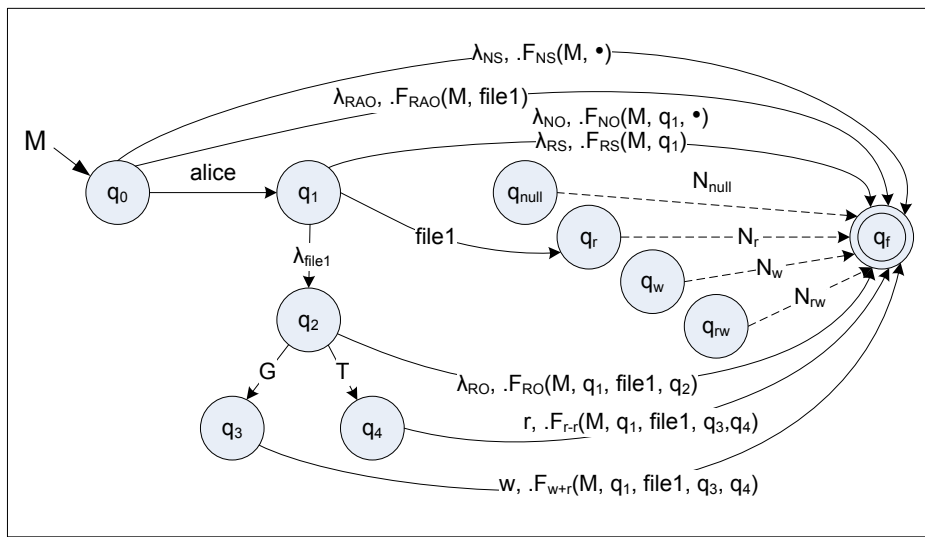 λNS, .FNS(M, •)
λRAO, .FRAO(M, file1)
λNO, .FNO(M, q1, •)
λRS, .FRS(M, q1)
M
alice
q0
q1
qnull
Nnull
file1
qr
Nr
qf
λfile1
qw
Nw
Nrw
q2
qrw
G
T
λRO, .FRO(M, q1, file1, q2)
r, .Fr-r(M, q1, file1, q3,q4)
q3
q4
w, .Fw+r(M, q1, file1, q3, q4)